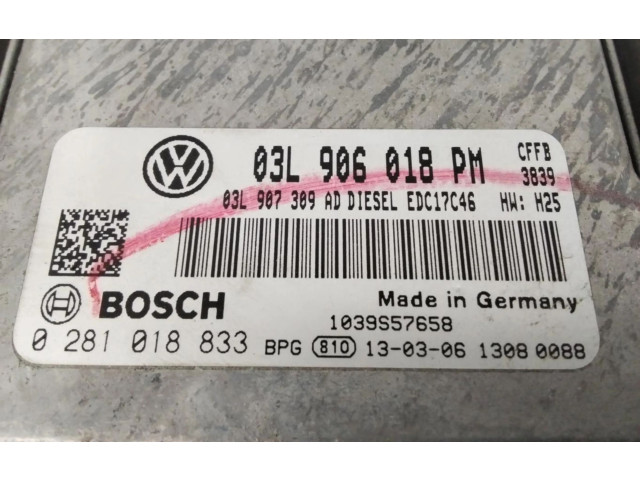 03L 906 018 PM CFFB
3839
03L 907 309 AD DIESEL EDC17C46 HW: H25
BOSCH Made in Germany
1039S57658
0 281 018 833 BPG 810 13-03-06 1308 0088